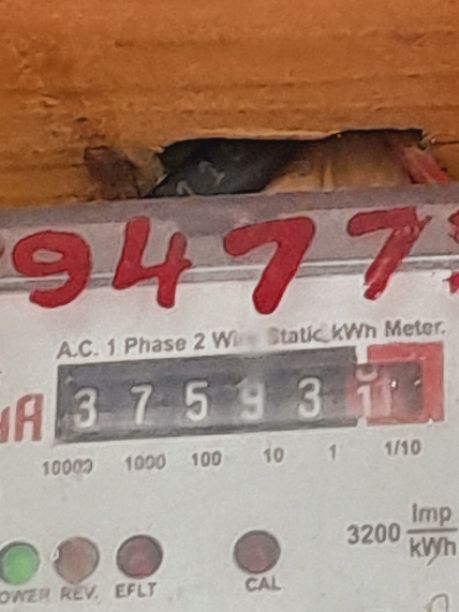 9477
A.C. 1 Phase 2 Wire Static kWh Meter.
3 7 5 9 3 1
10000 1000 100 10 1 1/10
3200 Imp/kWh
POWER REV. EFLT CAL